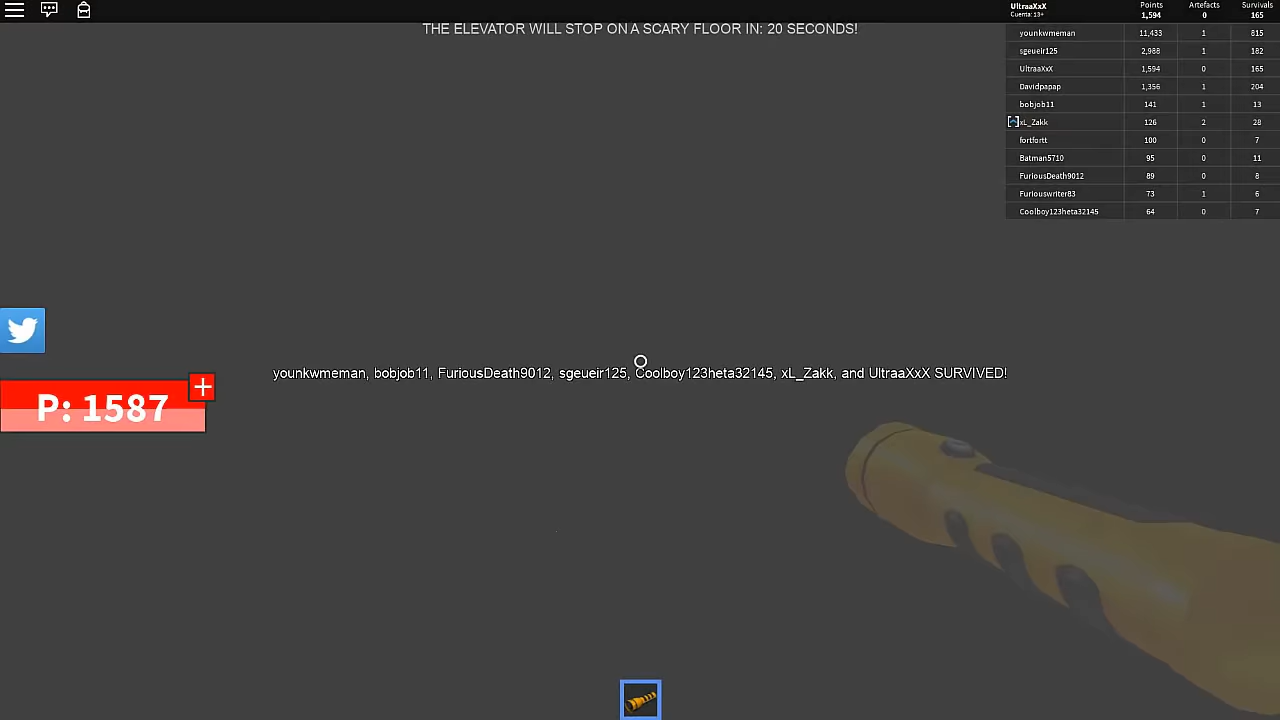 THE ELEVATOR WILL STOP ON A SCARY FLOOR IN: 20 SECONDS!
UltraaXxX
Cuenta: 13+
Points Artefacts Survivals
1,594 0 165
younkwmeman 11,433 1 815
sgeueir125 2,988 1 182
UltraaXxX 1,594 0 165
Davidpapap 1,356 1 204
bobjob11 141 1 13
xL_Zakk 126 2 28
fortfortt 100 0 7
Batman5710 95 0 11
FuriousDeath9012 89 0 8
Furiouswriter83 73 1 6
Coolboy123heta32145 64 0 7
younkwmeman, bobjob11, FuriousDeath9012, sgeueir125, Coolboy123heta32145, xL_Zakk, and UltraaXxX SURVIVED!
P: 1587